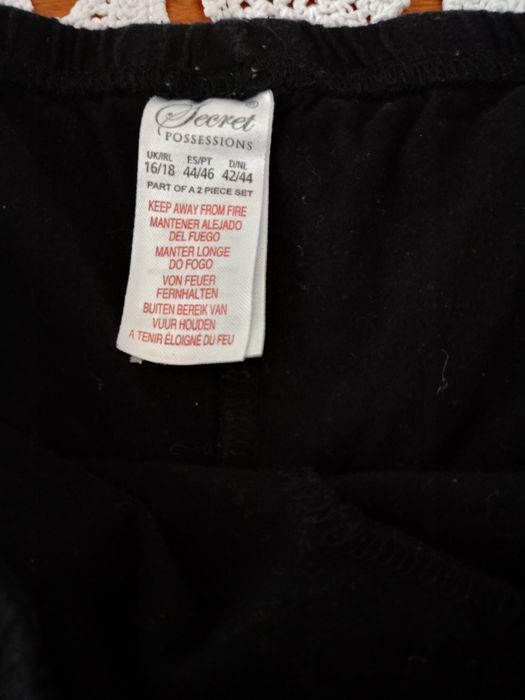 Secret®
POSSESSIONS
UK/IRL ES/PT D/NL
16/18 44/46 42/44
PART OF A 2 PIECE SET
KEEP AWAY FROM FIRE
MANTENER ALEJADO
DEL FUEGO
MANTER LONGE
DO FOGO
VON FEUER
FERNHALTEN
BUITEN BEREIK VAN
VUUR HOUDEN
A TENIR ÉLOIGNÉ DU FEU